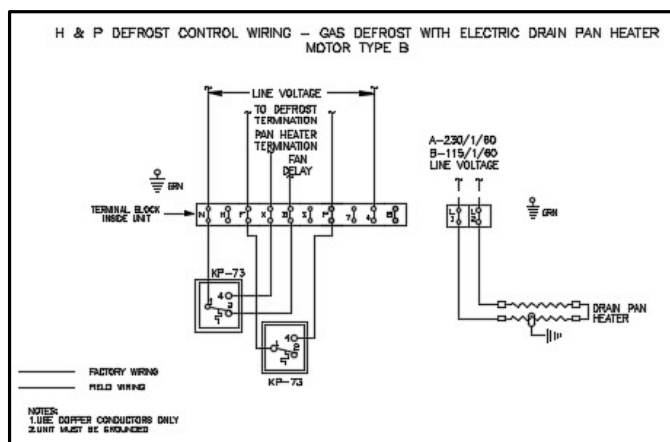 H & P DEFROST CONTROL WIRING – GAS DEFROST WITH ELECTRIC DRAIN PAN HEATER
MOTOR TYPE B
LINE VOLTAGE
TO DEFROST
TERMINATION
PAN HEATER
TERMINATION
FAN
DELAY
A-230/1/60
B-115/1/60
LINE VOLTAGE
GRN
GRN
TERMINAL BLOCK
INSIDE UNIT
N H F X 7 4 B
L1 L2
KP-73
4
1
4
1 2
KP-73
DRAIN PAN
HEATER
FACTORY WIRING
FIELD WIRING
NOTES:
1.USE COPPER CONDUCTORS ONLY
2.UNIT MUST BE GROUNDED